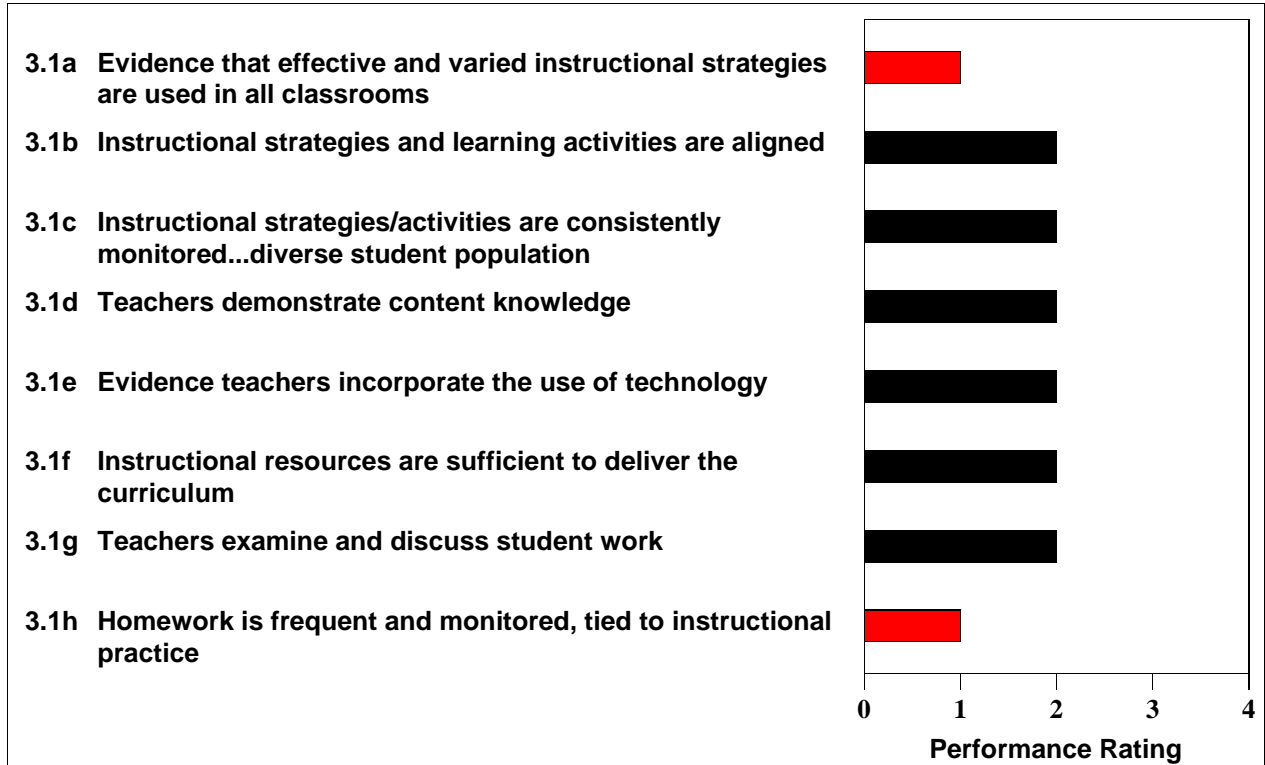 3.1a Evidence that effective and varied instructional strategies
are used in all classrooms
3.1b Instructional strategies and learning activities are aligned
3.1c Instructional strategies/activities are consistently
monitored...diverse student population
3.1d Teachers demonstrate content knowledge
3.1e Evidence teachers incorporate the use of technology
3.1f Instructional resources are sufficient to deliver the
curriculum
3.1g Teachers examine and discuss student work
3.1h Homework is frequent and monitored, tied to instructional
practice
0 1 2 3 4
Performance Rating